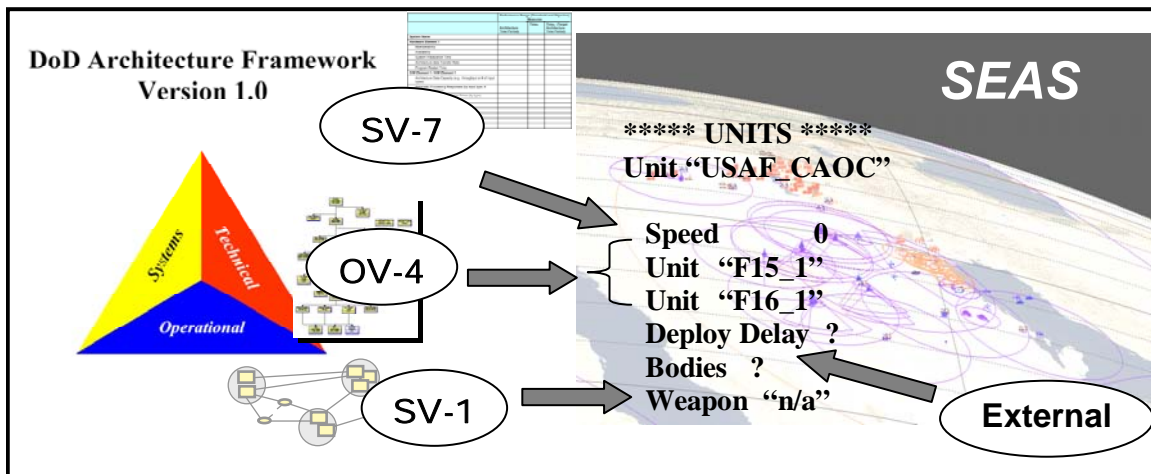 DoD Architecture Framework
Version 1.0
SEAS
SV-7
***** UNITS *****
Unit “USAF_CAOC”
Systems
Technical
Operational
OV-4
Speed 0
Unit “F15_1”
Unit “F16_1”
Deploy Delay ?
Bodies ?
Weapon “n/a”
SV-1
External